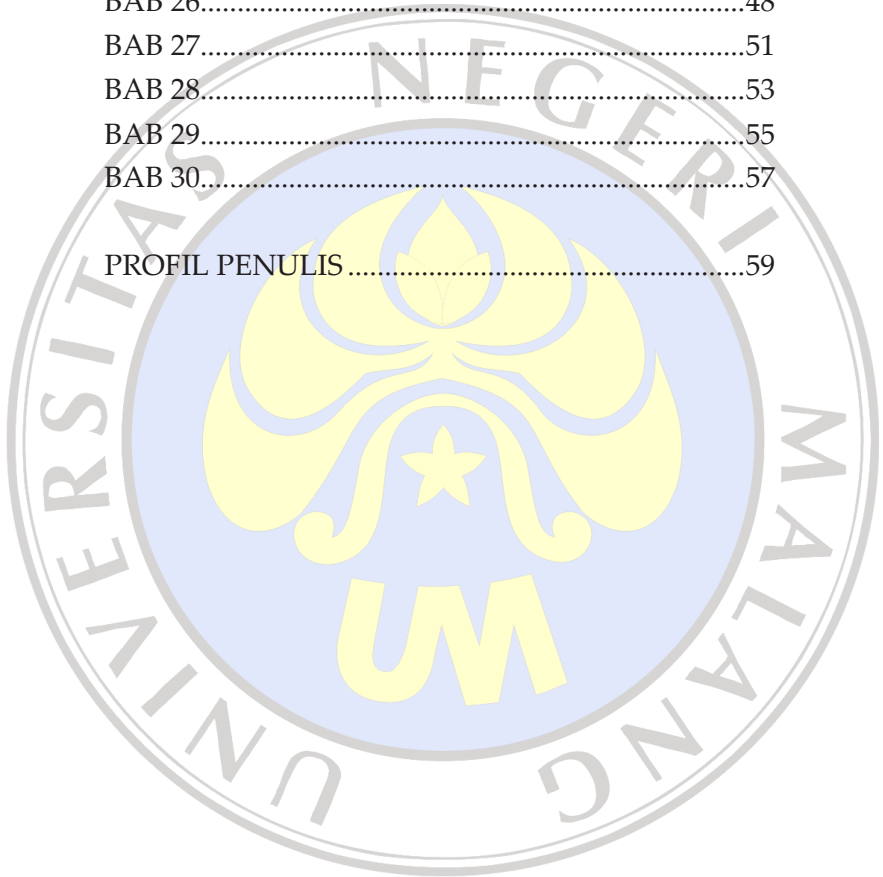 BAB 26..........................................................................48
BAB 27..........................................................................51
BAB 28..........................................................................53
BAB 29..........................................................................55
BAB 30..........................................................................57
PROFIL PENULIS......................................................59
UNIVERSITAS NEGERI MALANG
UM